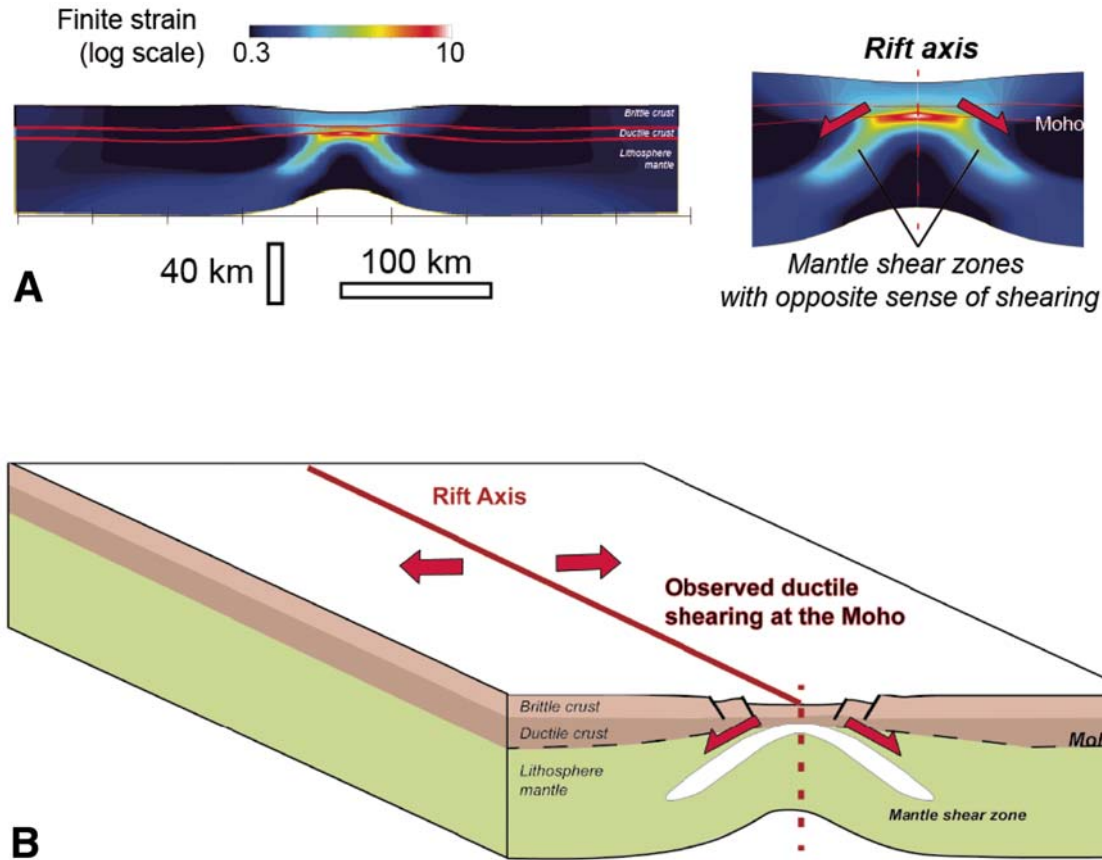 Finite strain
(log scale)
0.3
10
Brittle crust
Ductile crust
Lithosphere
mantle
A
40 km
100 km
Rift axis
Moho
Mantle shear zones
with opposite sense of shearing
Rift Axis
Observed ductile
shearing at the Moho
Brittle crust
Ductile crust
Moh
Lithosphere
mantle
Mantle shear zone
B